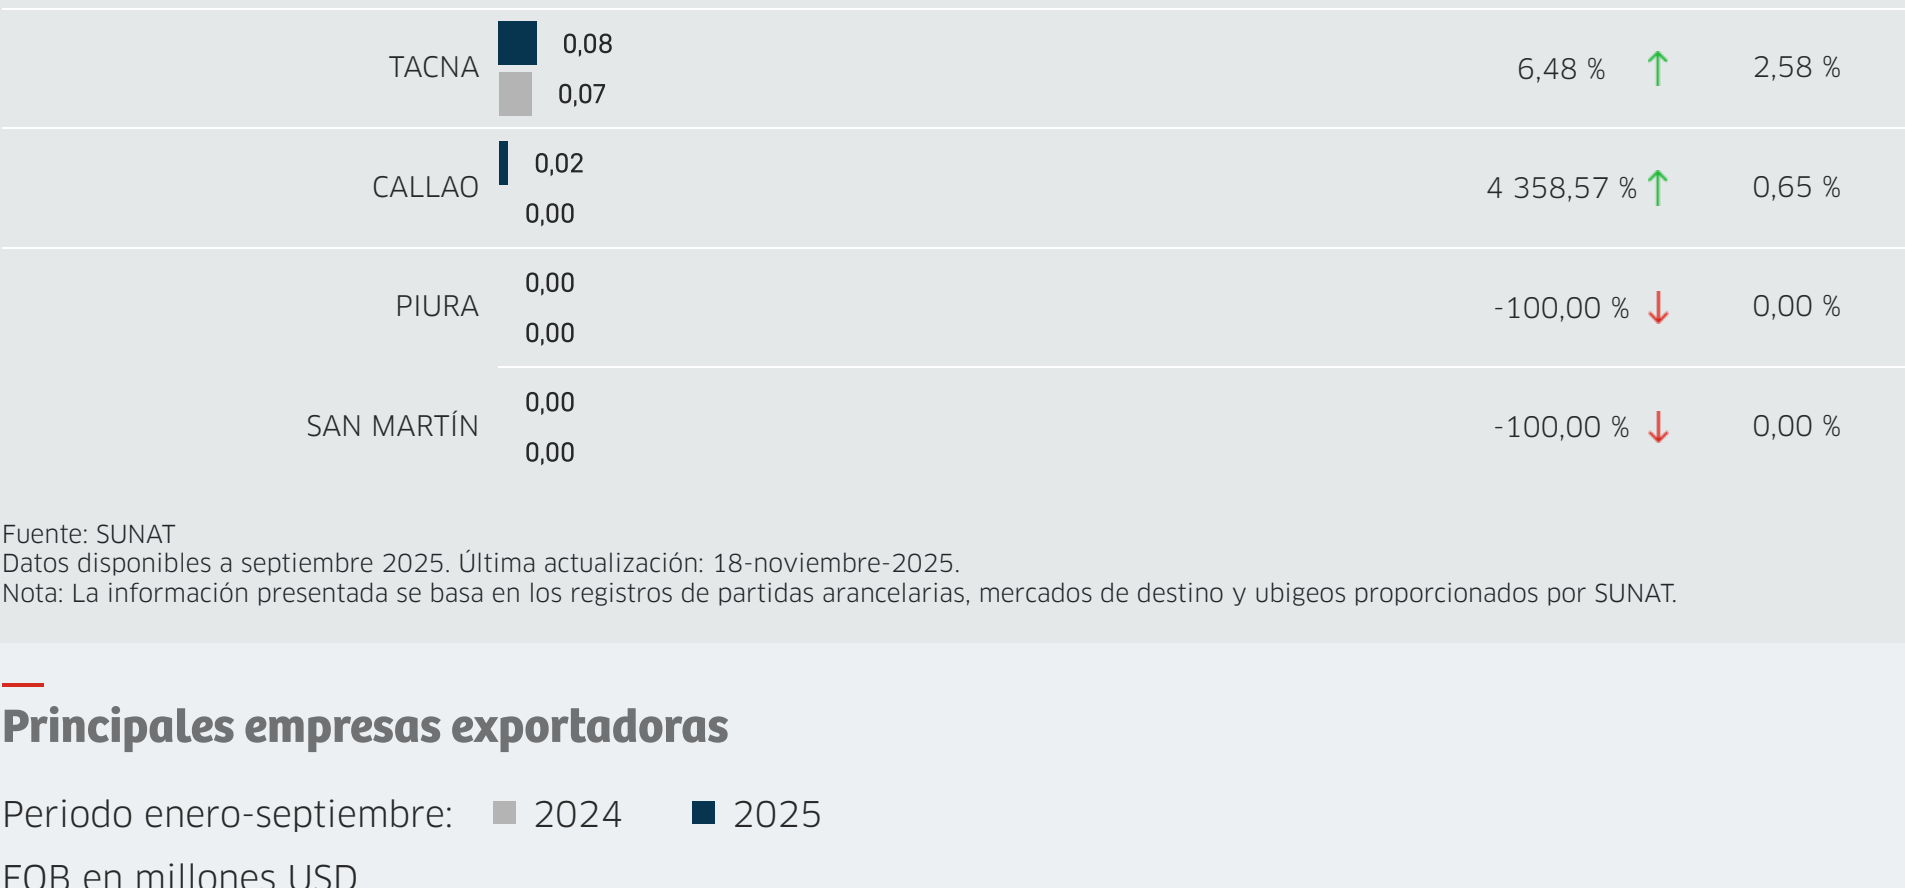 TACNA 0,08 6,48 % ↑ 2,58 %
0,07
CALLAO 0,02 4 358,57 % ↑ 0,65 %
0,00
PIURA 0,00 -100,00 % ↓ 0,00 %
0,00
SAN MARTÍN 0,00 -100,00 % ↓ 0,00 %
0,00
Fuente: SUNAT
Datos disponibles a septiembre 2025. Última actualización: 18-noviembre-2025.
Nota: La información presentada se basa en los registros de partidas arancelarias, mercados de destino y ubigeos proporcionados por SUNAT.
Principales empresas exportadoras
Periodo enero-septiembre: 2024 2025
FOB en millones USD